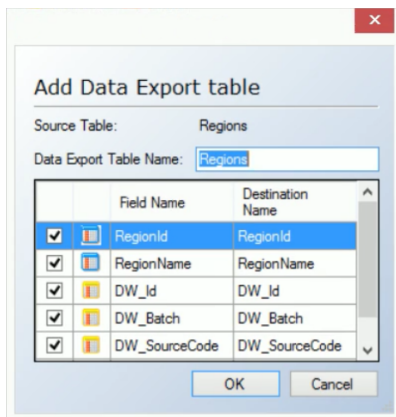 Add Data Export table
Source Table: Regions
Data Export Table Name: Regions
Field Name Destination Name
RegionId RegionId
RegionName RegionName
DW_Id DW_Id
DW_Batch DW_Batch
DW_SourceCode DW_SourceCode
OK Cancel